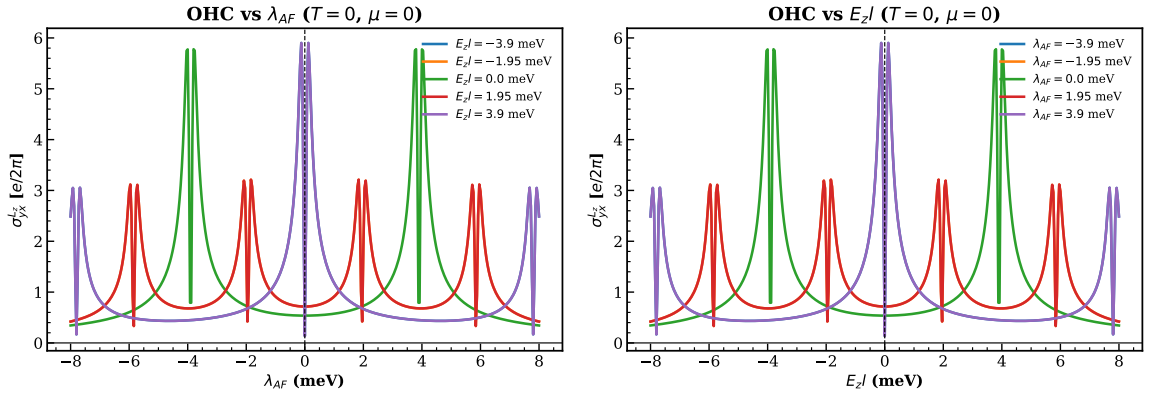 OHC vs λ_AF (T = 0, μ = 0)
σ^{L_z}_{yx} [e/2π]
6
5
4
3
2
1
0
E_z l = −3.9 meV
E_z l = −1.95 meV
E_z l = 0.0 meV
E_z l = 1.95 meV
E_z l = 3.9 meV
−8 −6 −4 −2 0 2 4 6 8
λ_AF (meV)
OHC vs E_z l (T = 0, μ = 0)
σ^{L_z}_{yx} [e/2π]
6
5
4
3
2
1
0
λ_AF = −3.9 meV
λ_AF = −1.95 meV
λ_AF = 0.0 meV
λ_AF = 1.95 meV
λ_AF = 3.9 meV
−8 −6 −4 −2 0 2 4 6 8
E_z l (meV)